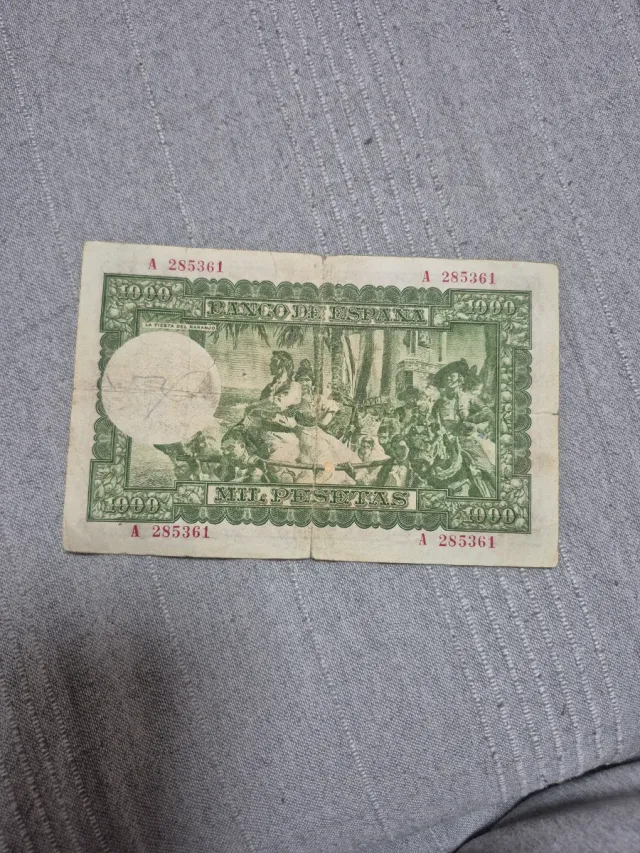 A 285361
A 285361
1000
BANCO DE ESPAÑA
1000
LA FIESTA DEL NARANJO
1000
MIL PESETAS
1000
A 285361
A 285361